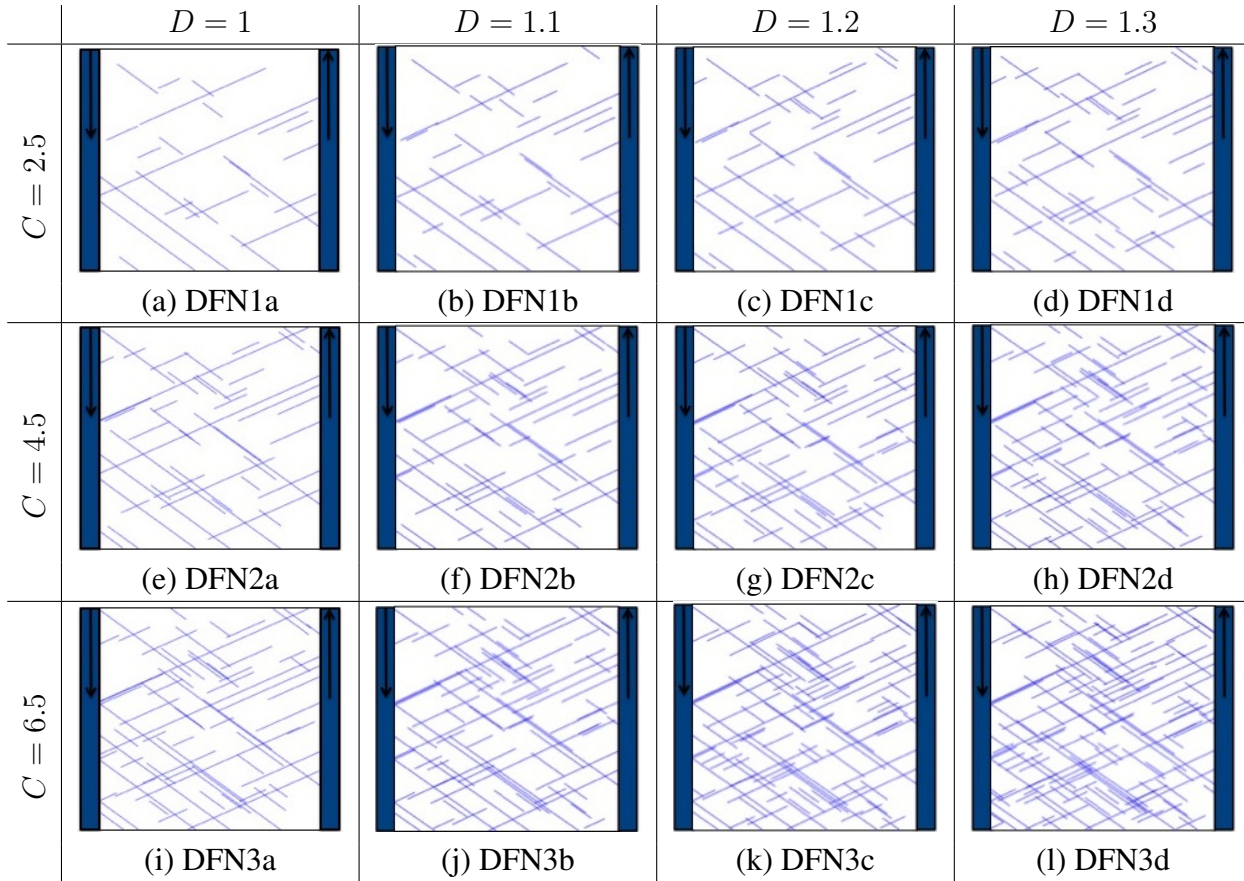 D = 1 D = 1.1 D = 1.2 D = 1.3
C = 2.5
(a) DFN1a (b) DFN1b (c) DFN1c (d) DFN1d
C = 4.5
(e) DFN2a (f) DFN2b (g) DFN2c (h) DFN2d
C = 6.5
(i) DFN3a (j) DFN3b (k) DFN3c (l) DFN3d